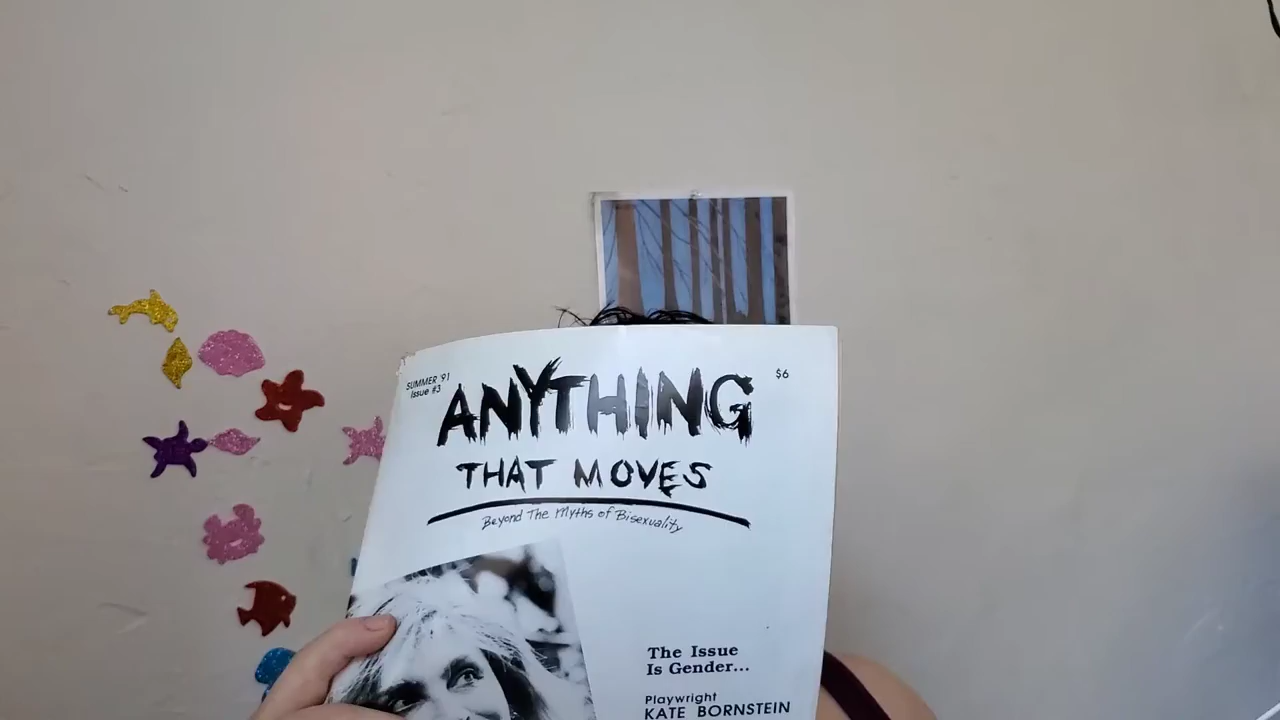 SUMMER '91
Issue #3
$6
ANYTHING
THAT MOVES
Beyond The Myths of Bisexuality
The Issue
Is Gender...
Playwright
KATE BORNSTEIN